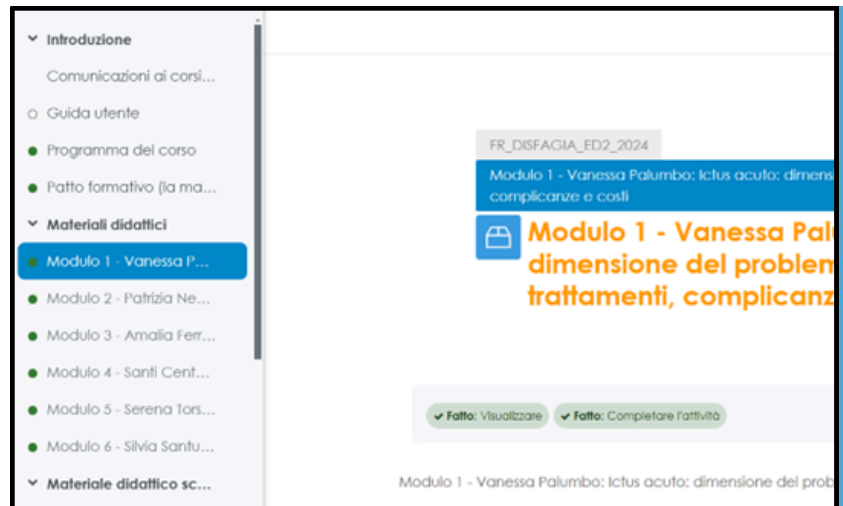 Introduzione
Comunicazioni ai corsi...
Guida utente
Programma del corso
Patto formativo (la ma...
Materiali didattici
Modulo 1 - Vanessa P...
Modulo 2 - Patrizia Ne...
Modulo 3 - Amalia Ferr...
Modulo 4 - Santi Cent...
Modulo 5 - Serena Tors...
Modulo 6 - Silvia Santu...
Materiale didattico sc...
FR_DISFAGIA_ED2_2024
Modulo 1 - Vanessa Palumbo: Ictus acuto: dimens
complicanze e costi
Modulo 1 - Vanessa Pal
dimensione del problem
trattamenti, complicanz
Fatto: Visualizzare
Fatto: Completare l'attività
Modulo 1 - Vanessa Palumbo: Ictus acuto: dimensione del prob